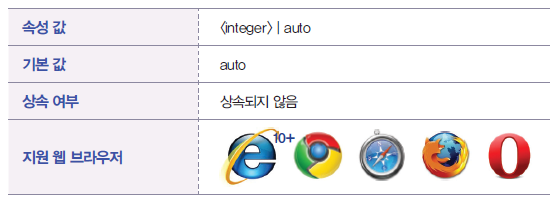 속성 값 〈integer〉 | auto
기본 값 auto
상속 여부 상속되지 않음
지원 웹 브라우저 10+